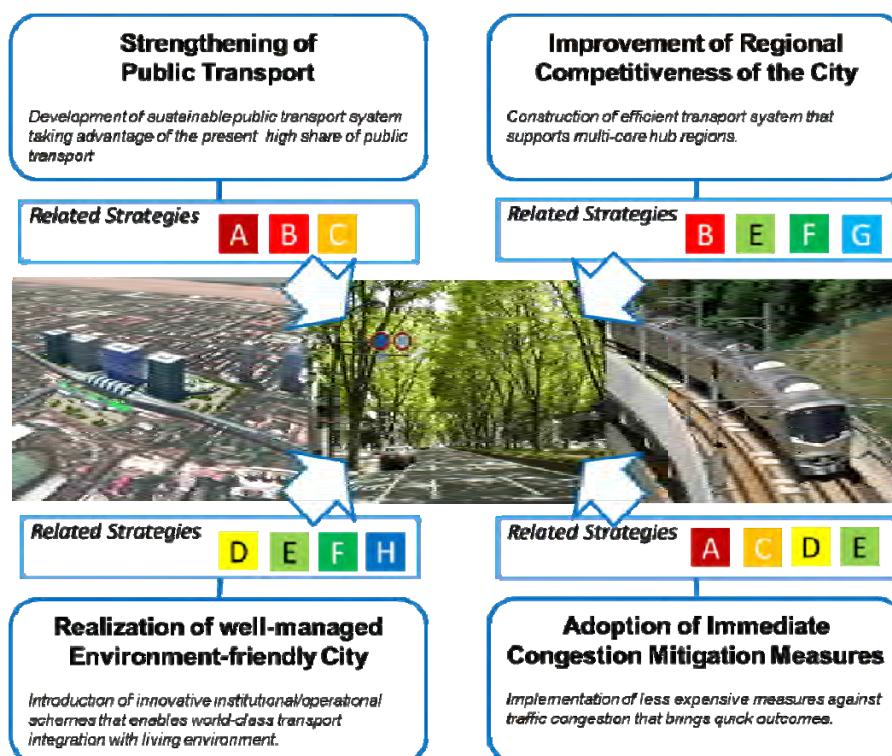 Strengthening of
Public Transport
Development of sustainable public transport system
taking advantage of the present high share of public
transport
Related Strategies
A B C
Improvement of Regional
Competitiveness of the City
Construction of efficient transport system that
supports multi-core hub regions.
Related Strategies
B E F G
Related Strategies
D E F H
Realization of well-managed
Environment-friendly City
Introduction of innovative institutional/operational
schemes that enables world-class transport
integration with living environment.
Related Strategies
A C D E
Adoption of Immediate
Congestion Mitigation Measures
Implementation of less expensive measures against
traffic congestion that brings quick outcomes.